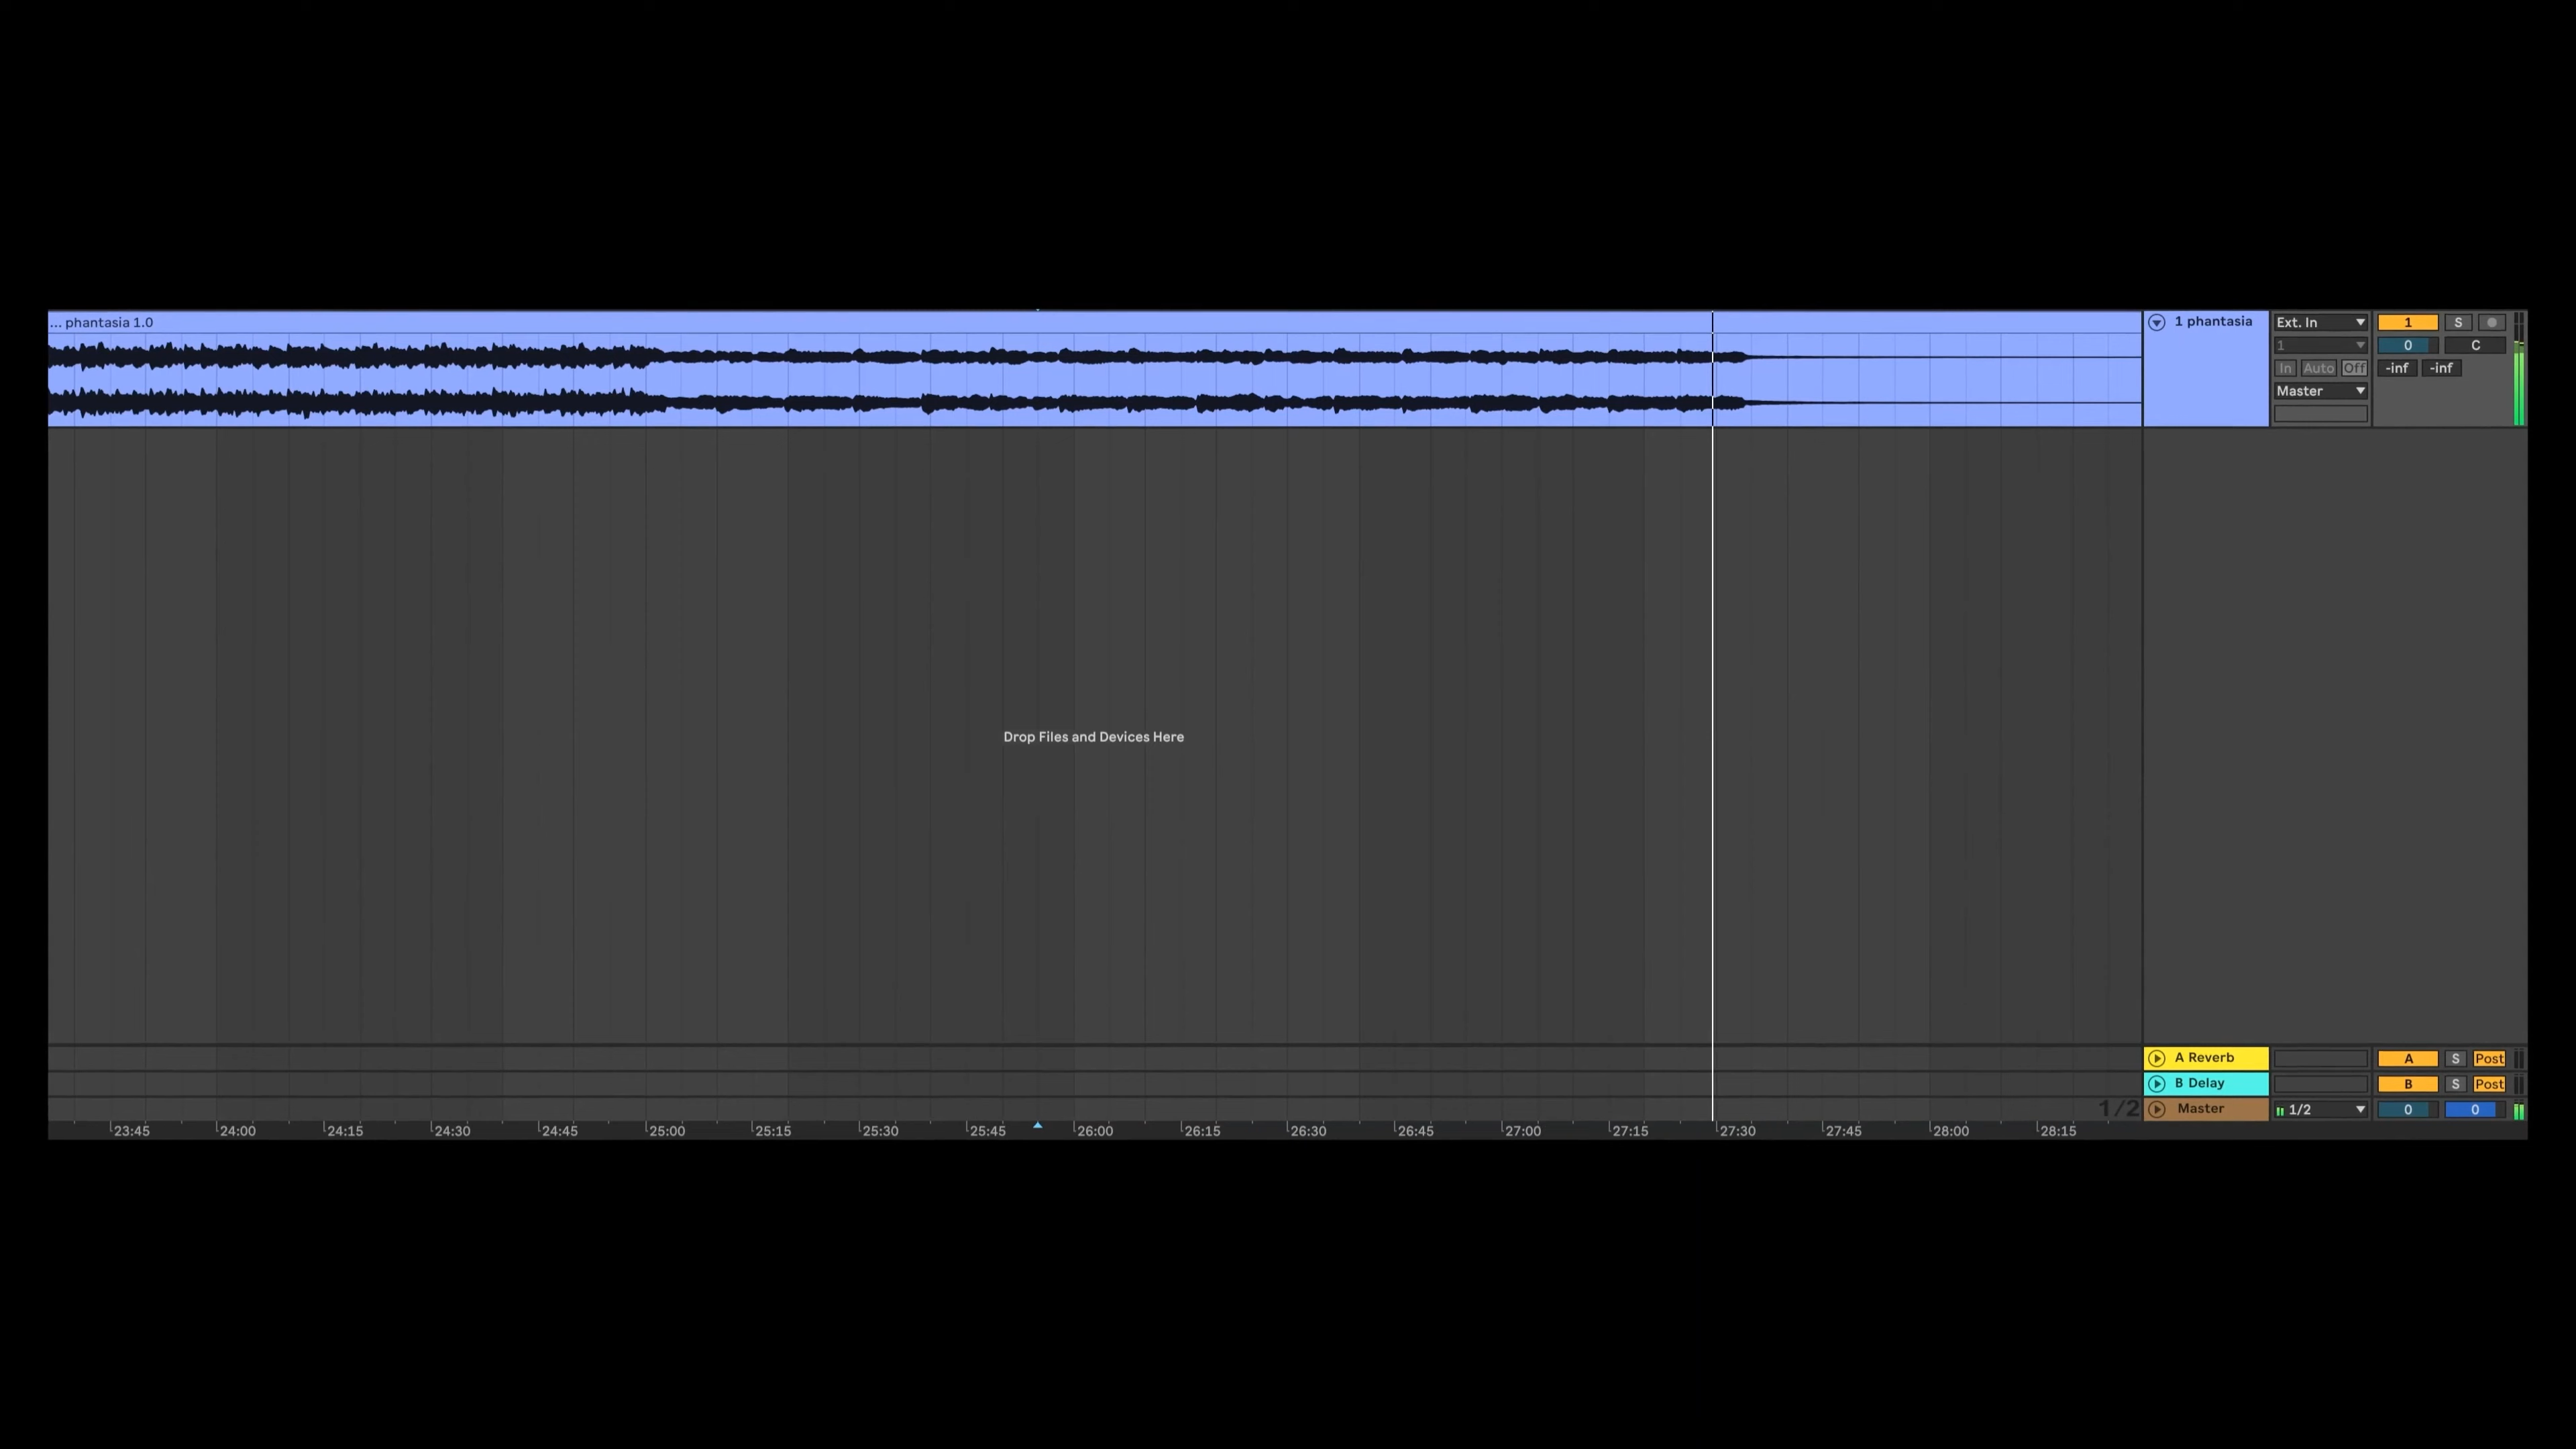 ... phantasia 1.0
1 phantasia
Ext. In
1
S
1
0
C
In
Auto
Off
-inf
-inf
Master
Drop Files and Devices Here
A Reverb
A
S
Post
B Delay
B
S
Post
1/2
Master
1/2
0
0
23:45
24:00
24:15
24:30
24:45
25:00
25:15
25:30
25:45
26:00
26:15
26:30
26:45
27:00
27:15
27:30
27:45
28:00
28:15